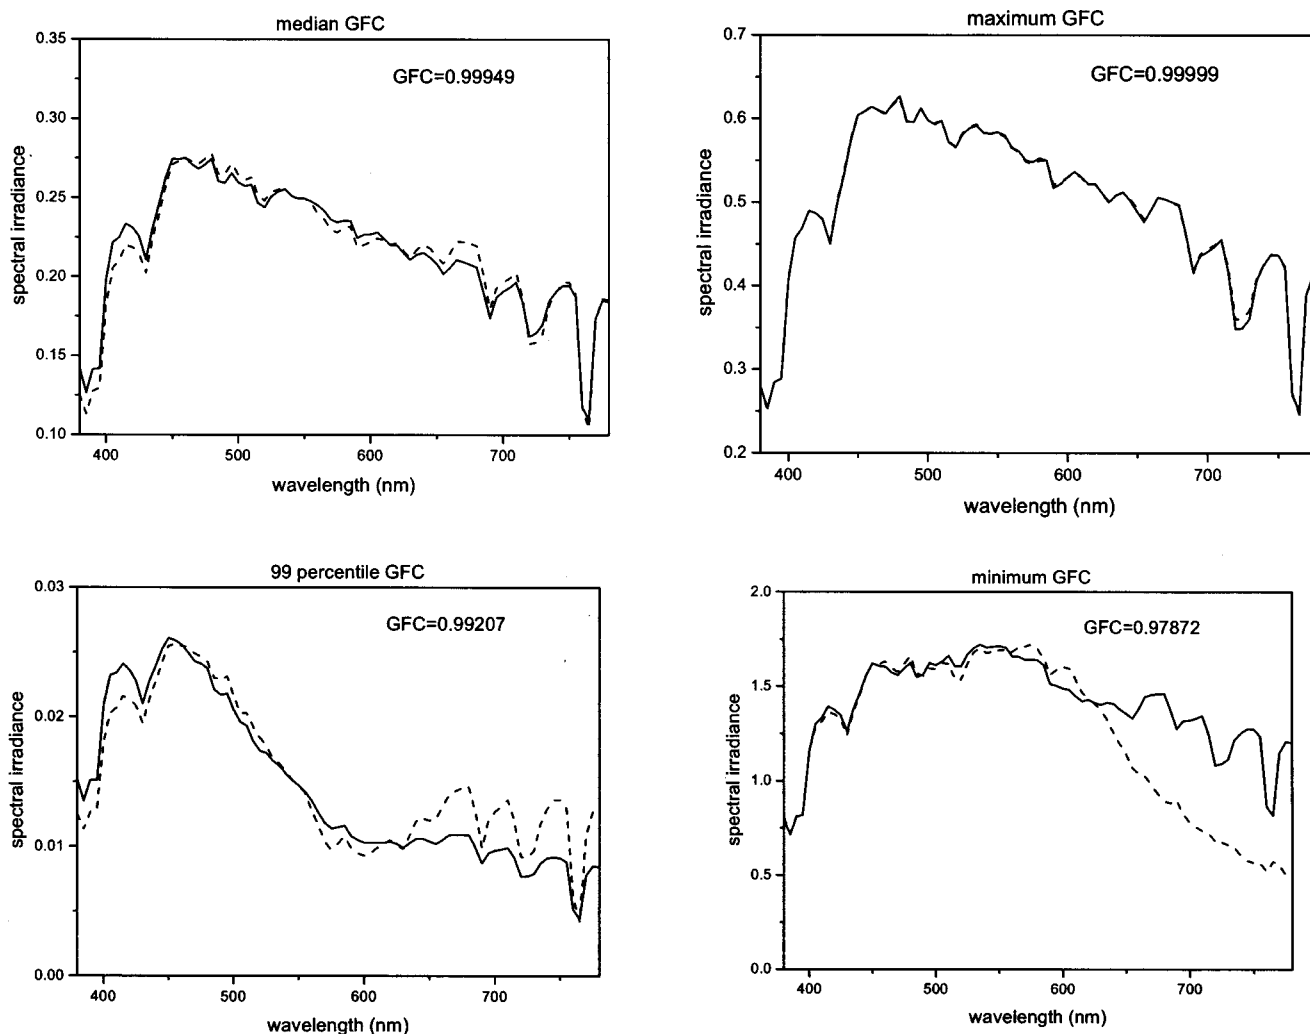 median GFC
GFC=0.99949
0.35
0.30
0.25
0.20
0.15
0.10
spectral irradiance
400 500 600 700
wavelength (nm)
maximum GFC
GFC=0.99999
0.7
0.6
0.5
0.4
0.3
0.2
spectral irradiance
400 500 600 700
wavelength (nm)
99 percentile GFC
GFC=0.99207
0.03
0.02
0.01
0.00
spectral irradiance
400 500 600 700
wavelength (nm)
minimum GFC
GFC=0.97872
2.0
1.5
1.0
0.5
0.0
spectral irradiance
400 500 600 700
wavelength (nm)